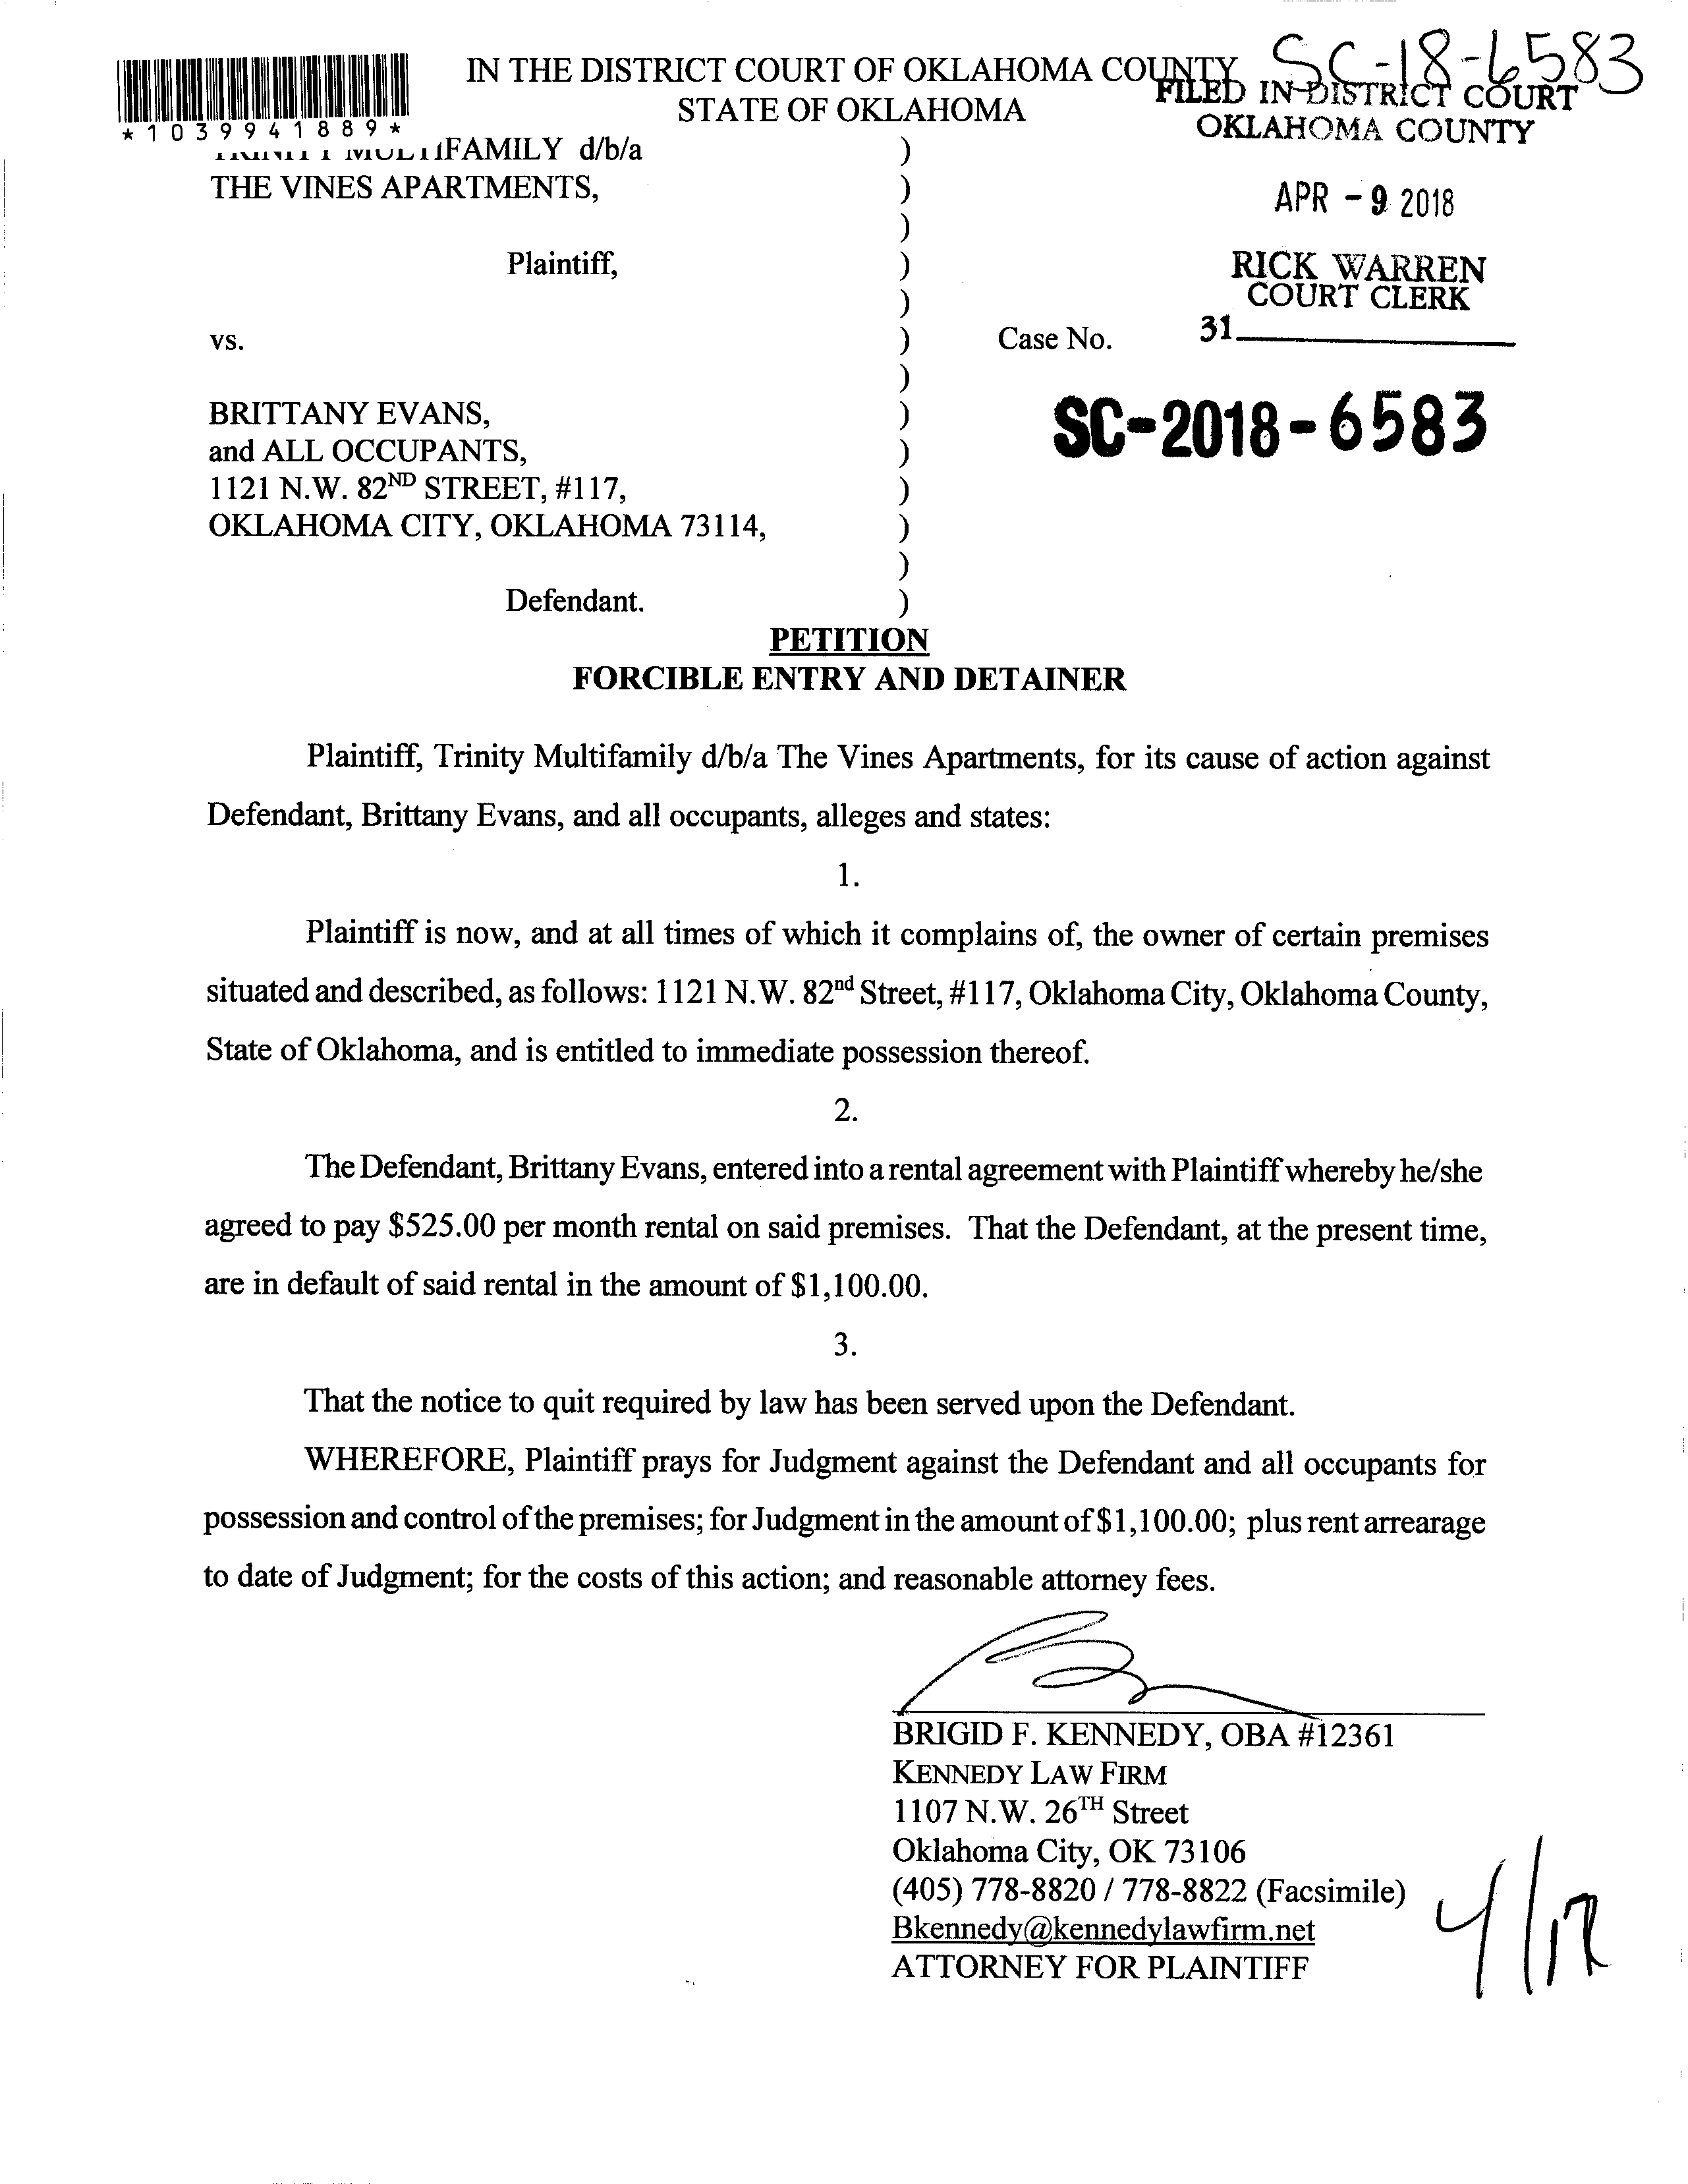 SC-18-6583
IN THE DISTRICT COURT OF OKLAHOMA COUNTY
STATE OF OKLAHOMA
FILED IN DISTRICT COURT
OKLAHOMA COUNTY
*1039941889*
TRINITY MULTIFAMILY d/b/a )
THE VINES APARTMENTS, )
APR - 9 2018
)
Plaintiff, )
RICK WARREN
COURT CLERK
)
31
vs. ) Case No.
)
BRITTANY EVANS, )
SC-2018-6583
and ALL OCCUPANTS, )
1121 N.W. 82ND STREET, #117, )
OKLAHOMA CITY, OKLAHOMA 73114, )
)
Defendant. )
PETITION
FORCIBLE ENTRY AND DETAINER
Plaintiff, Trinity Multifamily d/b/a The Vines Apartments, for its cause of action against
Defendant, Brittany Evans, and all occupants, alleges and states:
1.
Plaintiff is now, and at all times of which it complains of, the owner of certain premises
situated and described, as follows: 1121 N.W. 82nd Street, #117, Oklahoma City, Oklahoma County,
State of Oklahoma, and is entitled to immediate possession thereof.
2.
The Defendant, Brittany Evans, entered into a rental agreement with Plaintiff whereby he/she
agreed to pay $525.00 per month rental on said premises. That the Defendant, at the present time,
are in default of said rental in the amount of $1,100.00.
3.
That the notice to quit required by law has been served upon the Defendant.
WHEREFORE, Plaintiff prays for Judgment against the Defendant and all occupants for
possession and control of the premises; for Judgment in the amount of $1,100.00; plus rent arrearage
to date of Judgment; for the costs of this action; and reasonable attorney fees.
BRIGID F. KENNEDY, OBA #12361
KENNEDY LAW FIRM
1107 N.W. 26TH Street
Oklahoma City, OK 73106
(405) 778-8820 / 778-8822 (Facsimile)
Bkennedy@kennedylawfirm.net
ATTORNEY FOR PLAINTIFF